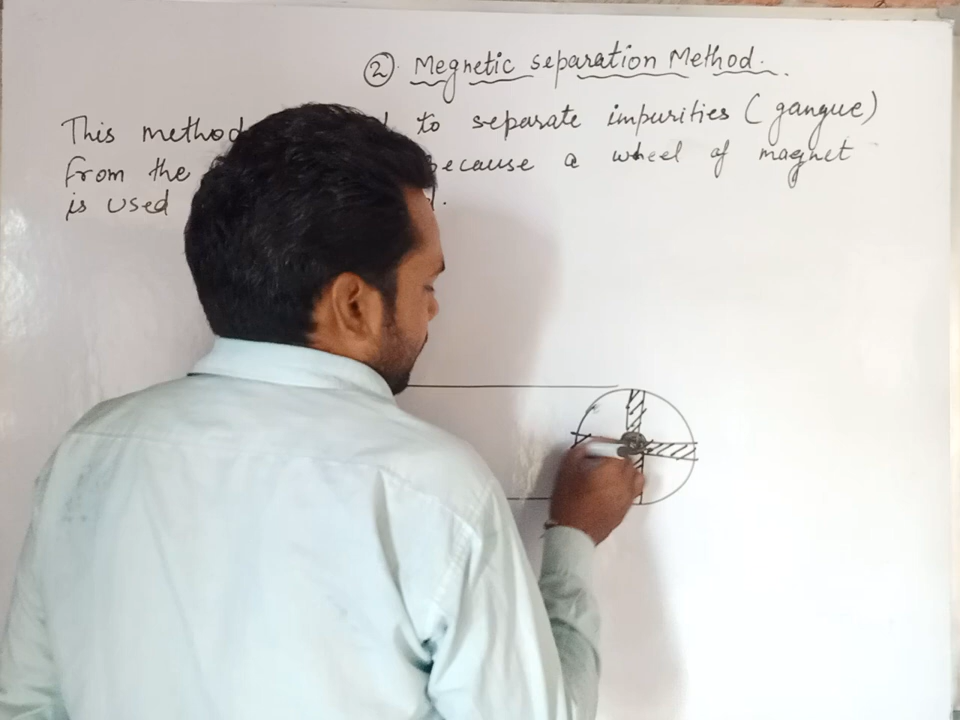 ② Megnetic separation Method.
This method to separate impurities (gangue)
from the because a wheel of magnet
is used